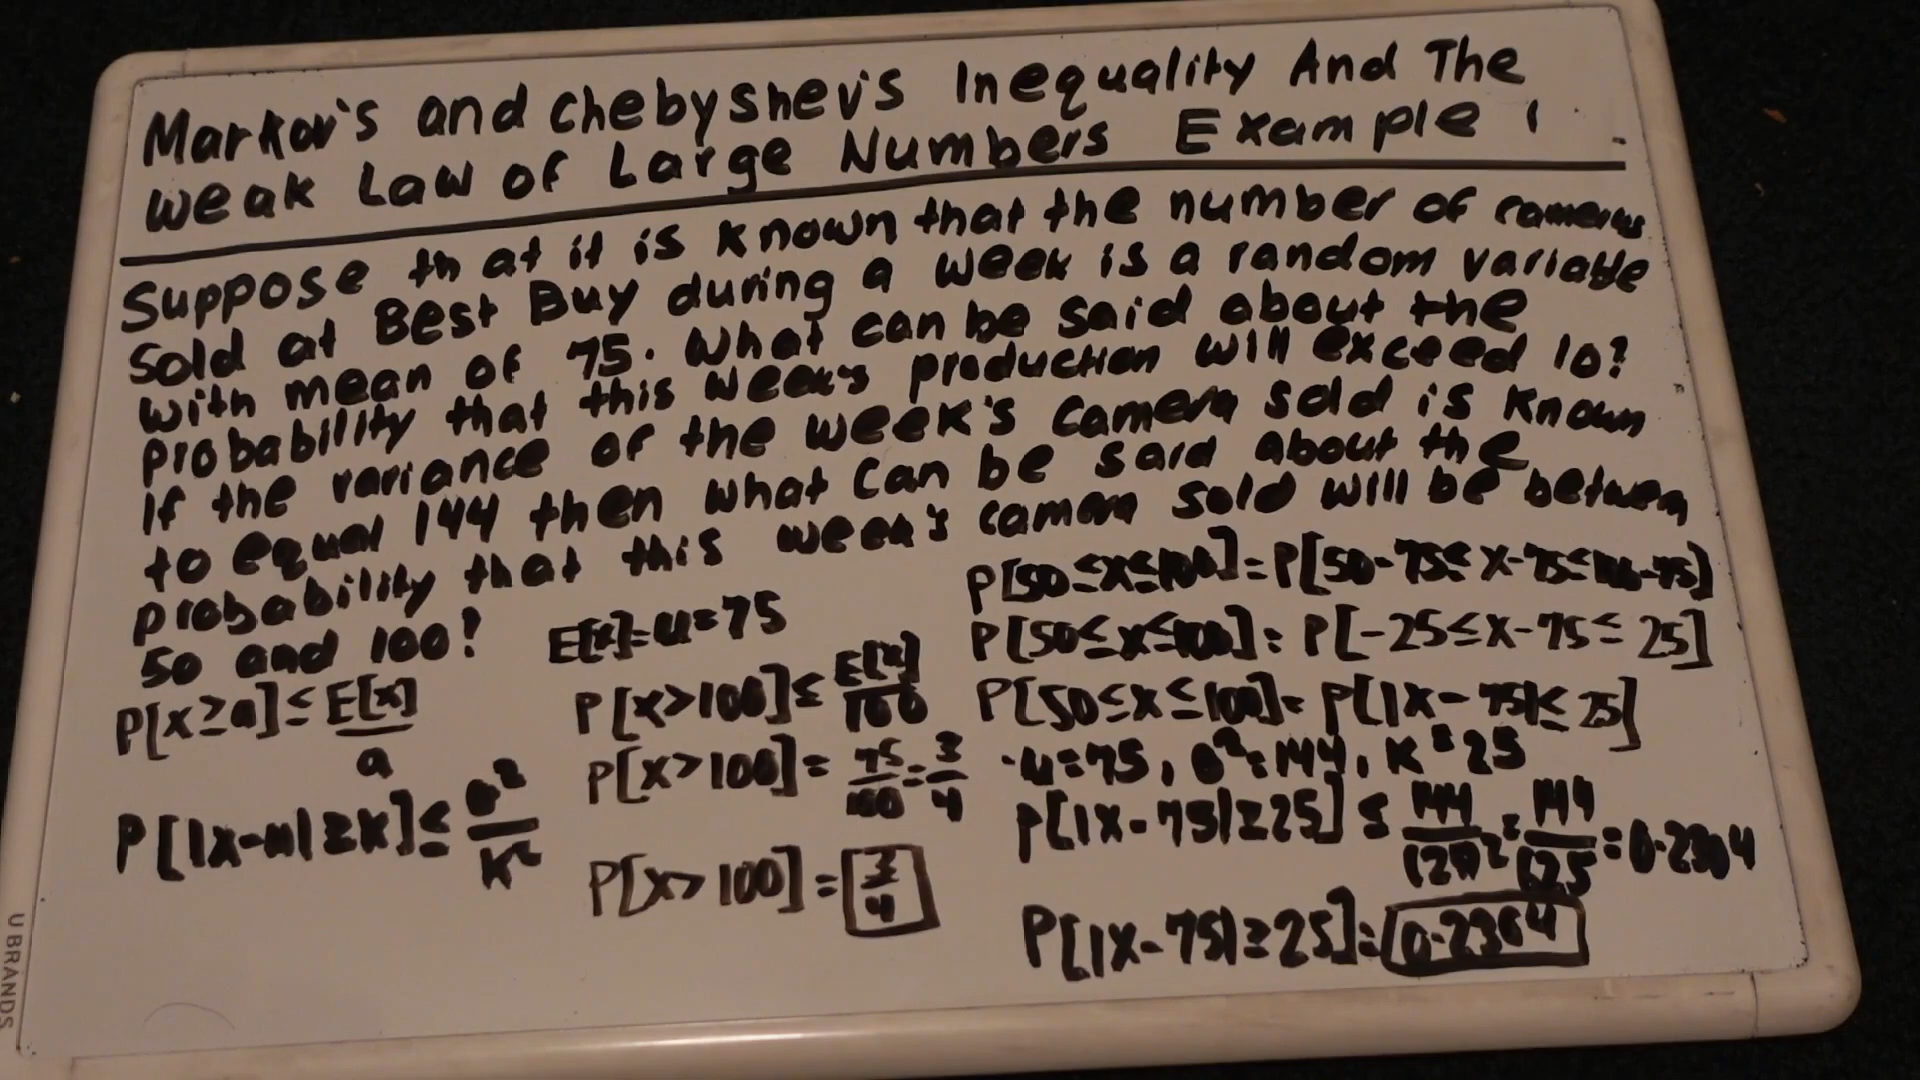 Markov's and chebyshev's Inequality And The
weak Law of Large Numbers Example 1
Suppose that it is known that the number of cameras
sold at Best Buy during a week is a random variable
with mean of 75. What can be said about the
probability that this week's production will exceed 10?
If the variance of the week's camera sold is known
to equal 144 then what can be said about the
probability that this week's camera sold will be between
50 and 100?
E[x]=u=75
P[x≥a]≤E[x]/a
P[|x-u|≥k]≤σ²/k²
P[x>100]≤E[x]/100
P[x>100]=75/100=3/4
P[x>100]=3/4
P[50≤x≤100]=P[50-75≤x-75≤100-75]
P[50≤x≤100]=P[-25≤x-75≤25]
P[50≤x≤100]=P[|x-75|≤25]
·u=75, σ²=144, k=25
P[|x-75|≥25]≤144/(25)²=144/625=0.2304
P[|x-75|≥25]=0.2304
U BRANDS